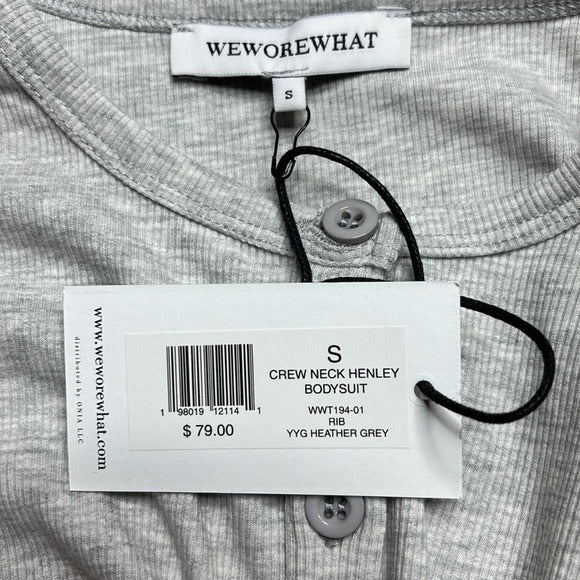 WEWOREWHAT
S
www.weworewhat.com
distributed by ONIA LLC
1 98019 12114 1
$ 79.00
S
CREW NECK HENLEY
BODYSUIT
WWT194-01
RIB
YYG HEATHER GREY